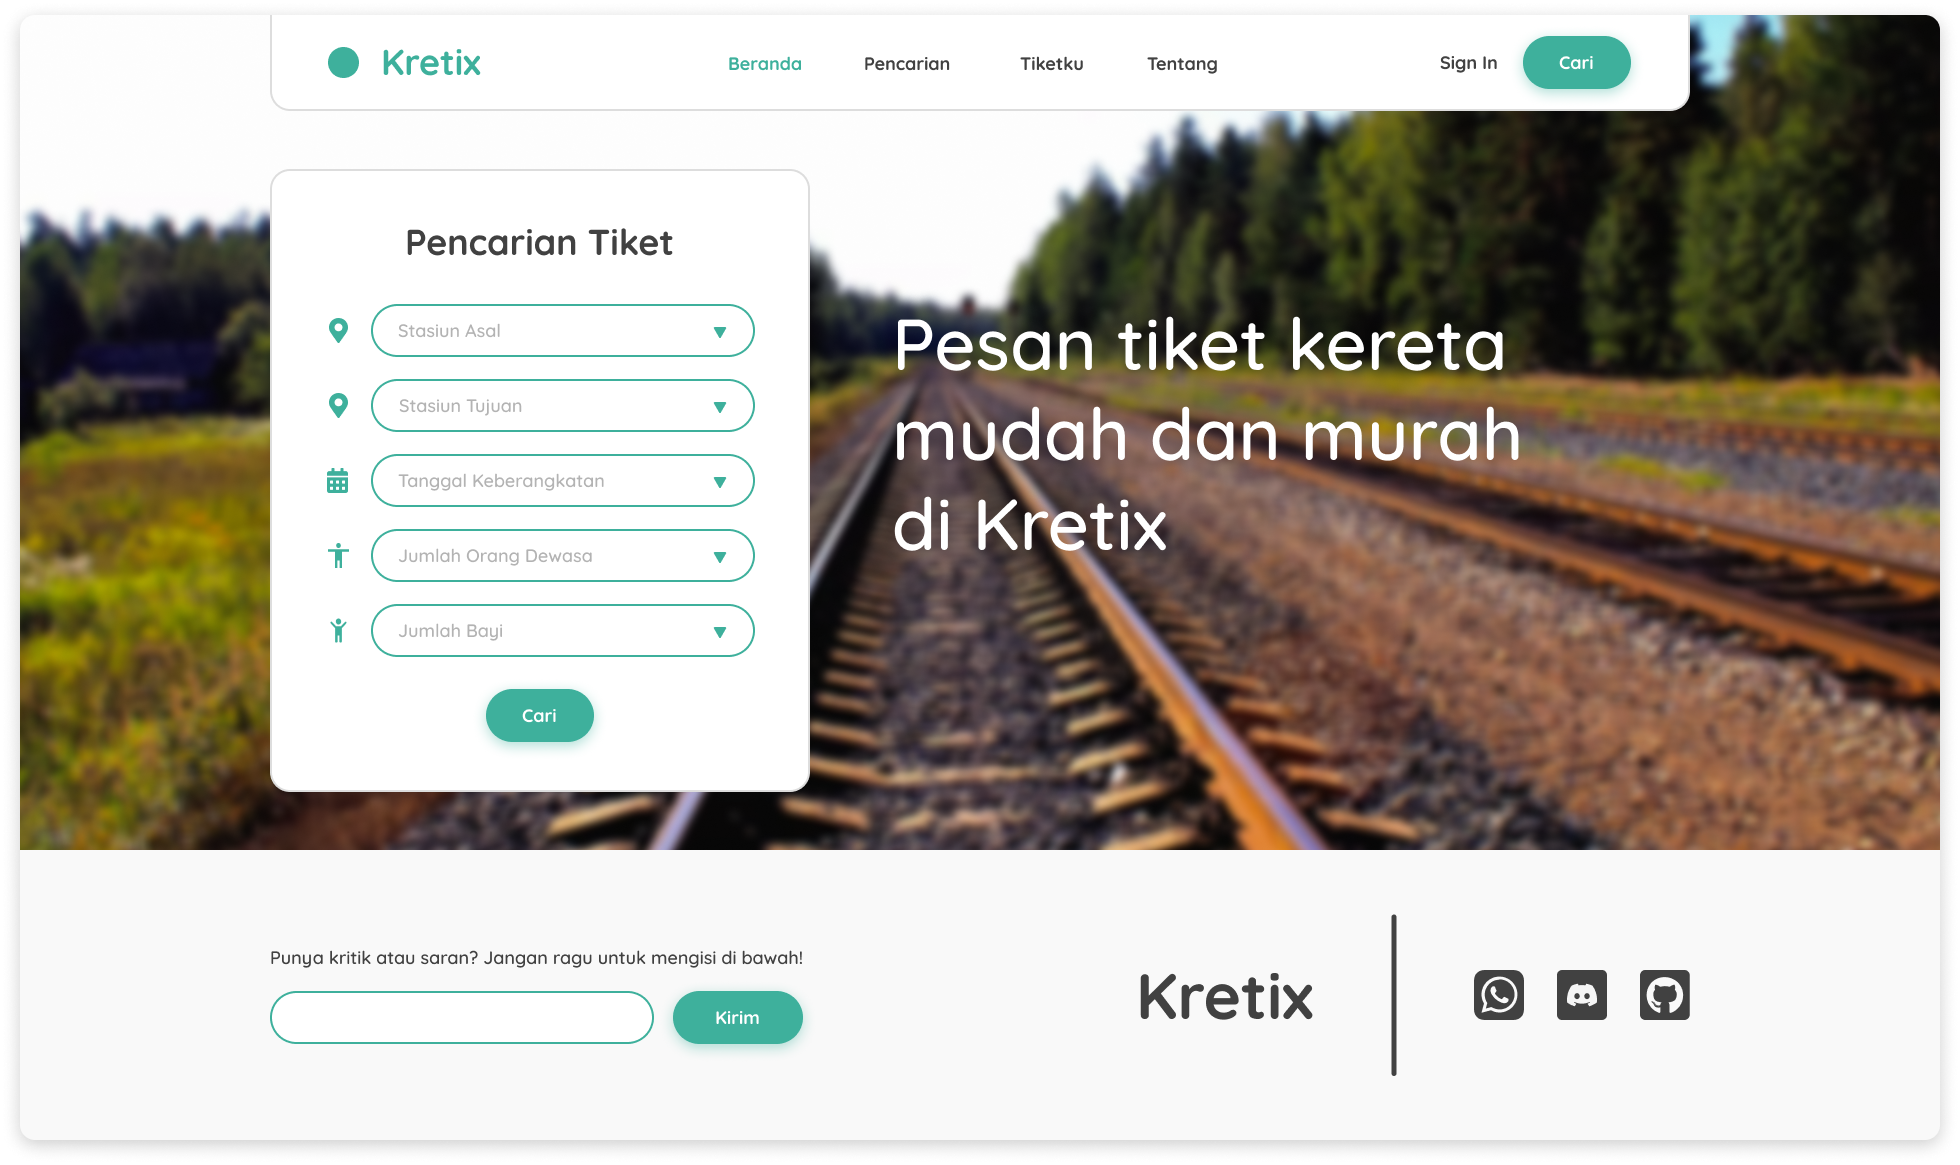 Kretix
Beranda
Pencarian
Tiketku
Tentang
Sign In
Cari
Pencarian Tiket
Stasiun Asal
Stasiun Tujuan
Tanggal Keberangkatan
Jumlah Orang Dewasa
Jumlah Bayi
Cari
Pesan tiket kereta
mudah dan murah
di Kretix
Punya kritik atau saran? Jangan ragu untuk mengisi di bawah!
Kirim
Kretix